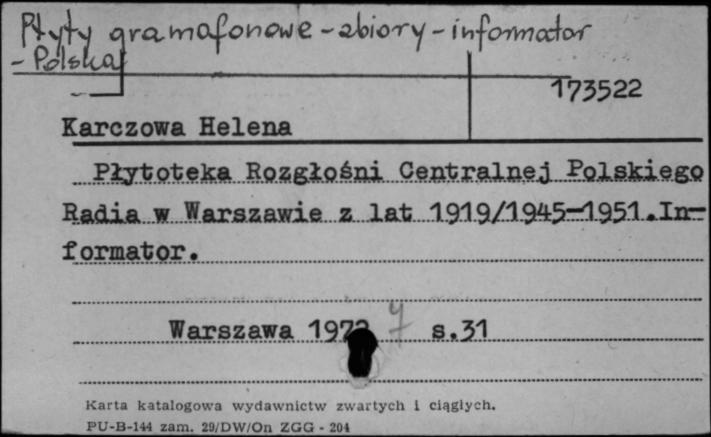 Płyty gramofonowe - zbiory - informator
- Polska
173522
Karczowa Helena
Płytoteka Rozgłośni Centralnej Polskiego
Radia w Warszawie z lat 1919/1945-1951.In-
formator.
Warszawa s.31
Karta katalogowa wydawnictw zwartych i ciągłych.
PU-B-144 zam. 29/DW/On ZGG - 204